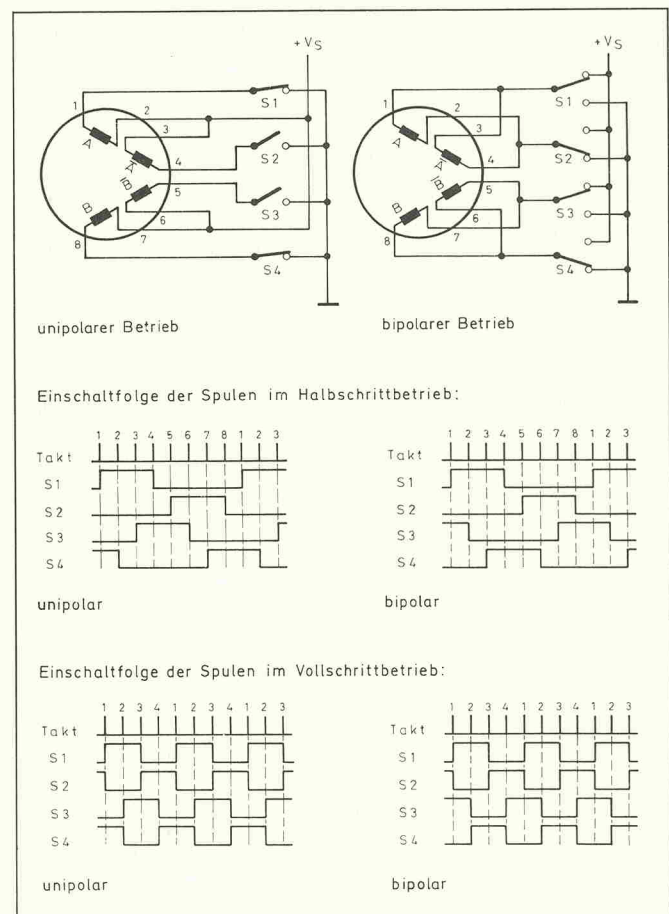 +VS
+VS
1
2
3
4
5
6
7
8
A
A̅
B̅
B
S1
S2
S3
S4
1
2
3
4
5
6
7
8
A
A̅
B̅
B
S1
S2
S3
S4
unipolarer Betrieb
bipolarer Betrieb
Einschaltfolge der Spulen im Halbschrittbetrieb:
1 2 3 4 5 6 7 8 1 2 3
Takt
S1
S2
S3
S4
unipolar
1 2 3 4 5 6 7 8 1 2 3
Takt
S1
S2
S3
S4
bipolar
Einschaltfolge der Spulen im Vollschrittbetrieb:
1 2 3 4 1 2 3 4 1 2 3
Takt
S1
S2
S3
S4
unipolar
1 2 3 4 1 2 3 4 1 2 3
Takt
S1
S2
S3
S4
bipolar